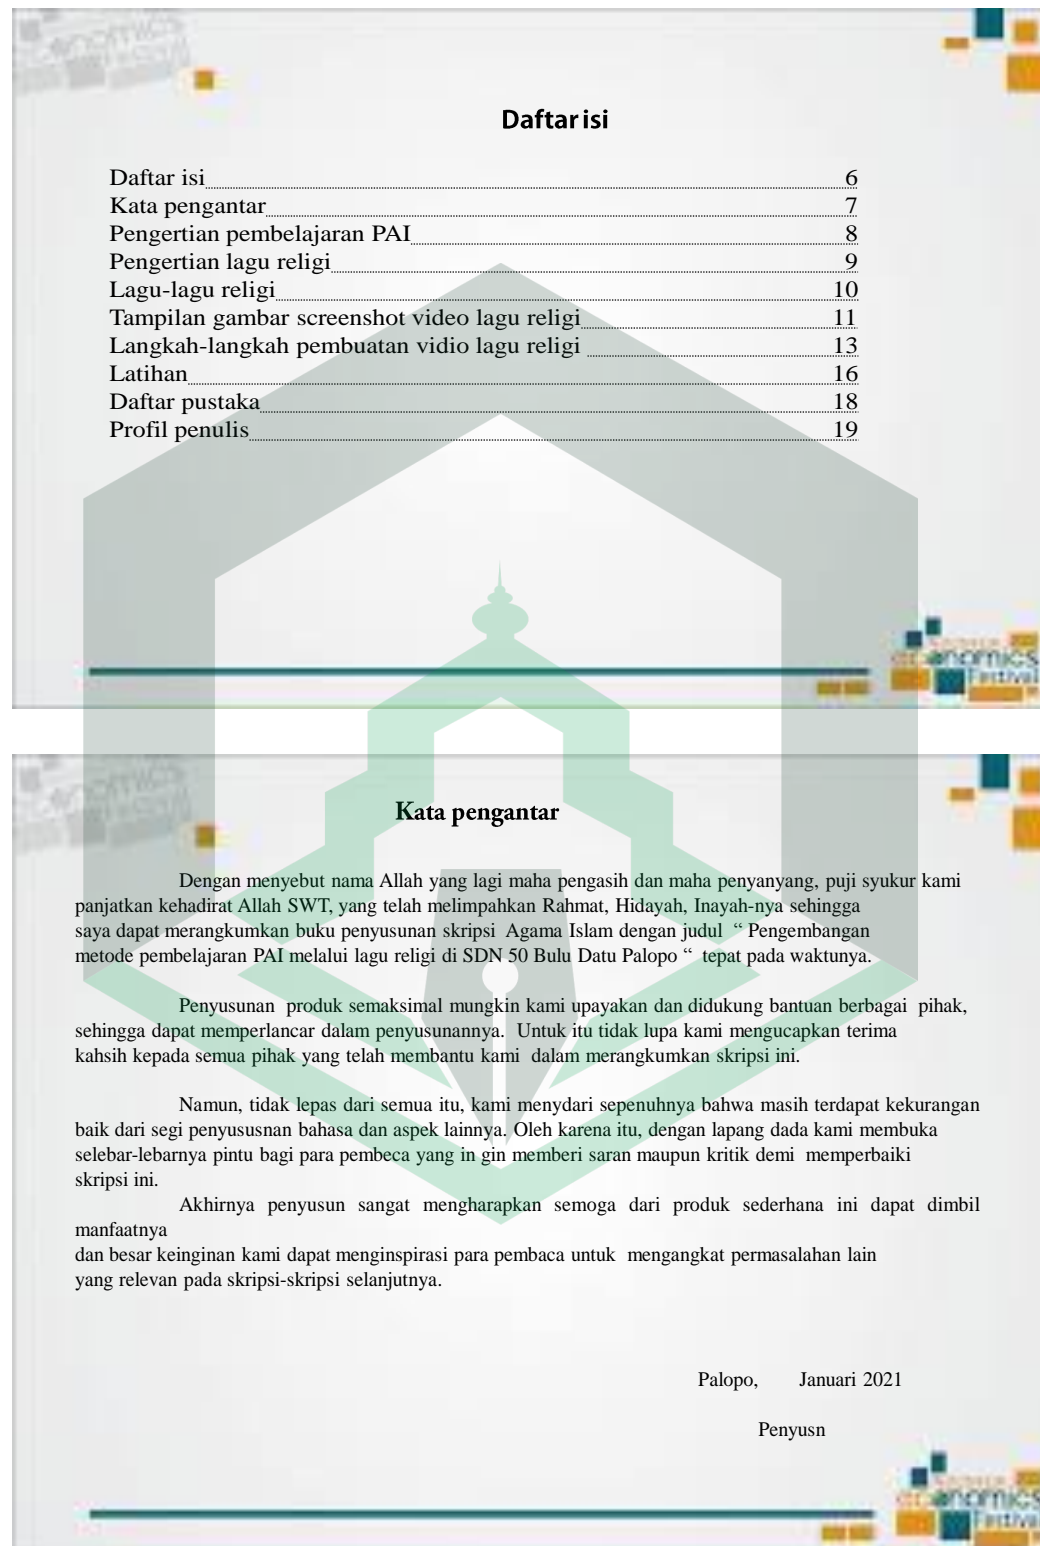 Daftar isi
Daftar isi 6
Kata pengantar 7
Pengertian pembelajaran PAI 8
Pengertian lagu religi 9
Lagu-lagu religi 10
Tampilan gambar screenshot video lagu religi 11
Langkah-langkah pembuatan vidio lagu religi 13
Latihan 16
Daftar pustaka 18
Profil penulis 19
economics
Festival
Kata pengantar
Dengan menyebut nama Allah yang lagi maha pengasih dan maha penyanyang, puji syukur kami
panjatkan kehadirat Allah SWT, yang telah melimpahkan Rahmat, Hidayah, Inayah-nya sehingga
saya dapat merangkumkan buku penyusunan skripsi Agama Islam dengan judul “ Pengembangan
metode pembelajaran PAI melalui lagu religi di SDN 50 Bulu Datu Palopo “ tepat pada waktunya.
Penyusunan produk semaksimal mungkin kami upayakan dan didukung bantuan berbagai pihak,
sehingga dapat memperlancar dalam penyusunannya. Untuk itu tidak lupa kami mengucapkan terima
kahsih kepada semua pihak yang telah membantu kami dalam merangkumkan skripsi ini.
Namun, tidak lepas dari semua itu, kami menydari sepenuhnya bahwa masih terdapat kekurangan
baik dari segi penyususnan bahasa dan aspek lainnya. Oleh karena itu, dengan lapang dada kami membuka
selebar-lebarnya pintu bagi para pembeca yang in gin memberi saran maupun kritik demi memperbaiki
skripsi ini.
Akhirnya penyusun sangat mengharapkan semoga dari produk sederhana ini dapat dimbil
manfaatnya
dan besar keinginan kami dapat menginspirasi para pembaca untuk mengangkat permasalahan lain
yang relevan pada skripsi-skripsi selanjutnya.
Palopo, Januari 2021
Penyusn
economics
Festival